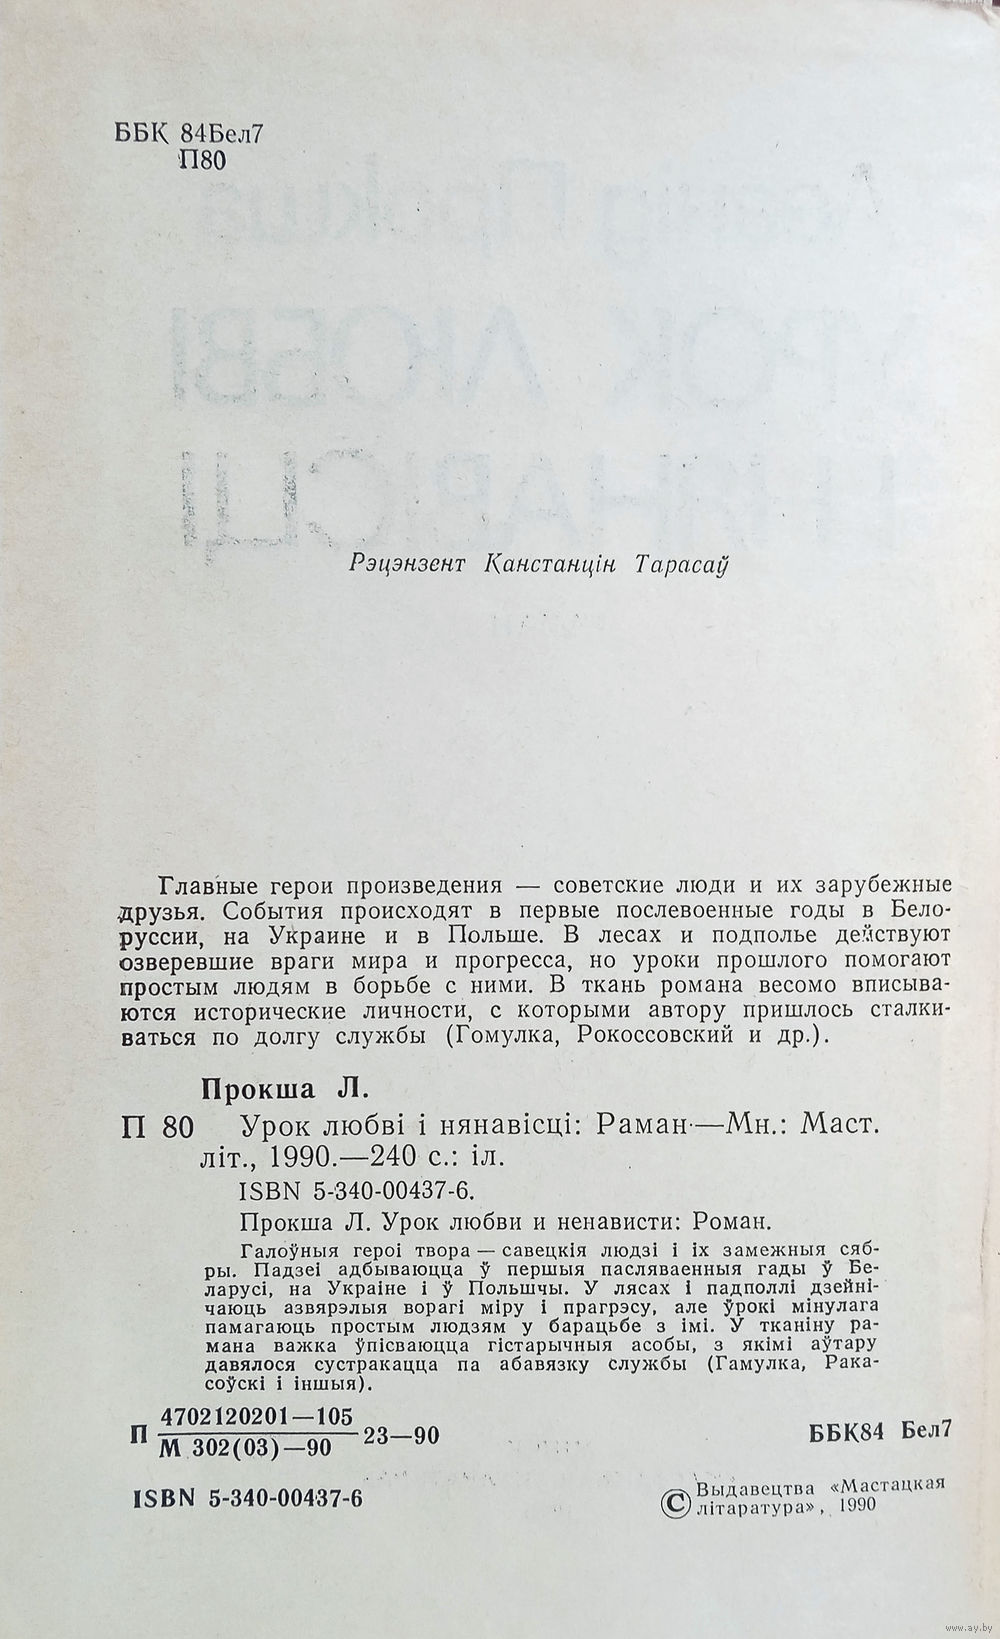 ББК 84Бел7
П80
Рэцэнзент Канстанцін Тарасаў
Главные герои произведения — советские люди и их зарубежные
друзья. События происходят в первые послевоенные годы в Бело-
руссии, на Украине и в Польше. В лесах и подполье действуют
озверевшие враги мира и прогресса, но уроки прошлого помогают
простым людям в борьбе с ними. В ткань романа весомо вписыва-
ются исторические личности, с которыми автору пришлось сталки-
ваться по долгу службы (Гомулка, Рокоссовский и др.).
Прокша Л.
П 80 Урок любві і нянавісці: Раман.—Мн.: Маст.
літ., 1990.—240 с.: іл.
ISBN 5-340-00437-6.
Прокша Л. Урок любви и ненависти: Роман.
Галоўныя героі твора — савецкія людзі і іх замежныя сяб-
ры. Падзеі адбываюцца ў першыя пасляваенныя гады ў Бе-
ларусі, на Украіне і ў Польшчы. У лясах і падполлі дзейні-
чаюць азвярэлыя ворагі міру і прагрэсу, але ўрокі мінулага
памагаюць простым людзям у барацьбе з імі. У тканіну ра-
мана важка ўпісваюцца гістарычныя асобы, з якімі аўтару
давялося сустракацца па абавязку службы (Гамулка, Рака-
соўскі і іншыя).
П 4702120201—105
М 302(03)—90 23—90
ББК84 Бел7
ISBN 5-340-00437-6
© Выдавецтва «Мастацкая
літаратура», 1990
www.ay.by